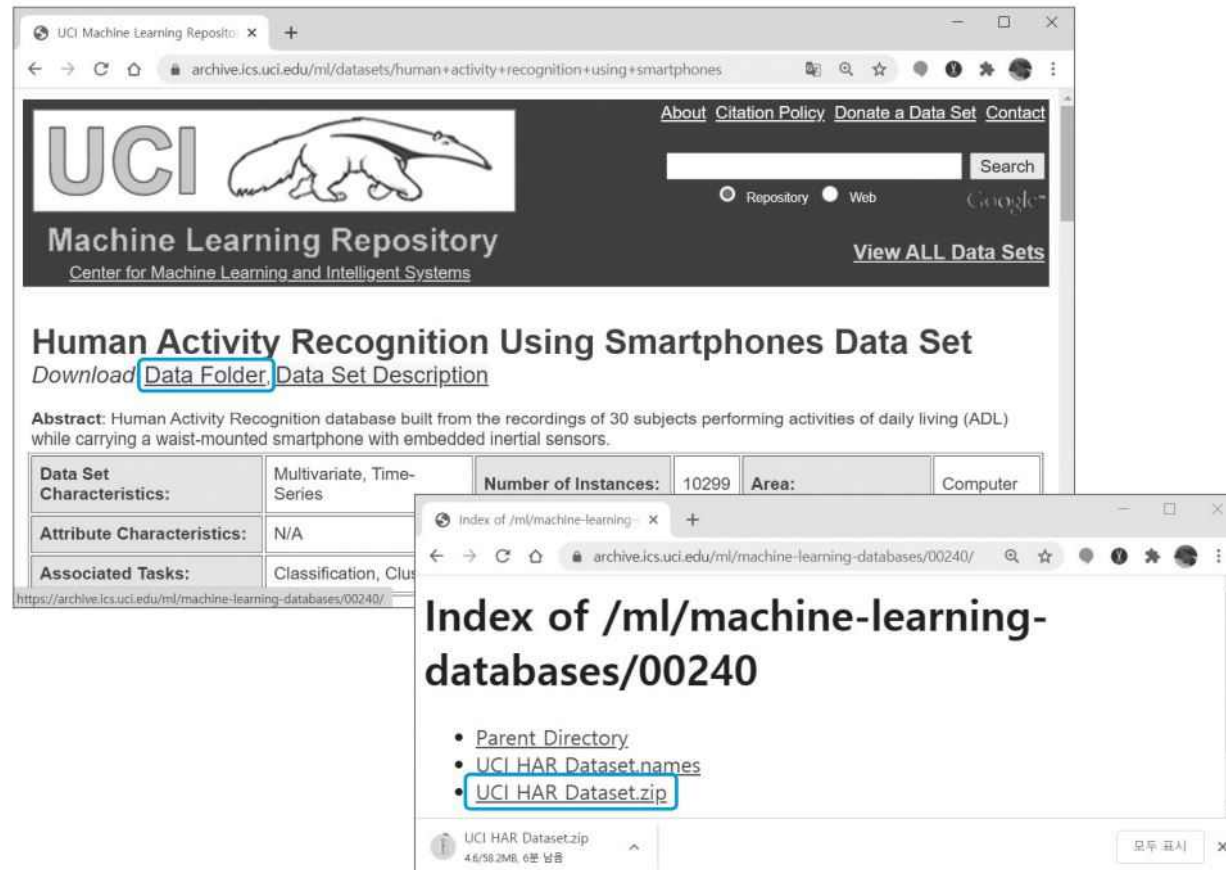 UCI Machine Learning Reposito
archive.ics.uci.edu/ml/datasets/human+activity+recognition+using+smartphones
About Citation Policy Donate a Data Set Contact
UCI
Search
Repository Web
Google™
Machine Learning Repository
View ALL Data Sets
Center for Machine Learning and Intelligent Systems
Human Activity Recognition Using Smartphones Data Set
Download: Data Folder, Data Set Description
Abstract: Human Activity Recognition database built from the recordings of 30 subjects performing activities of daily living (ADL)
while carrying a waist-mounted smartphone with embedded inertial sensors.
Data Set Characteristics: Multivariate, Time-Series Number of Instances: 10299 Area: Computer
Attribute Characteristics: N/A
Associated Tasks: Classification, Clus
https://archive.ics.uci.edu/ml/machine-learning-databases/00240/
Index of /ml/machine-learning-
archive.ics.uci.edu/ml/machine-learning-databases/00240/
Index of /ml/machine-learning-
databases/00240
Parent Directory
UCI HAR Dataset.names
UCI HAR Dataset.zip
UCI HAR Dataset.zip
4.6/58.2MB, 6분 남음
모두 표시